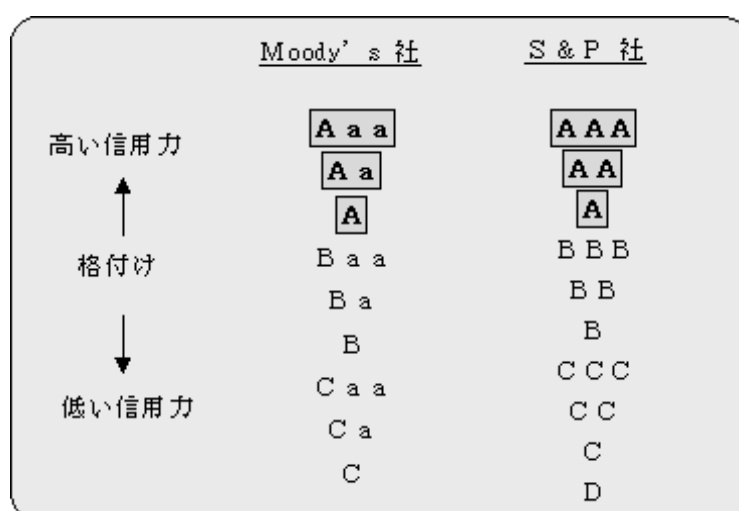 Moody's 社 S&P 社
高い信用力 Aaa AAA
Aa AA
A A
格付け Baa BBB
Ba BB
B B
低い信用力 Caa CCC
Ca CC
C C
D